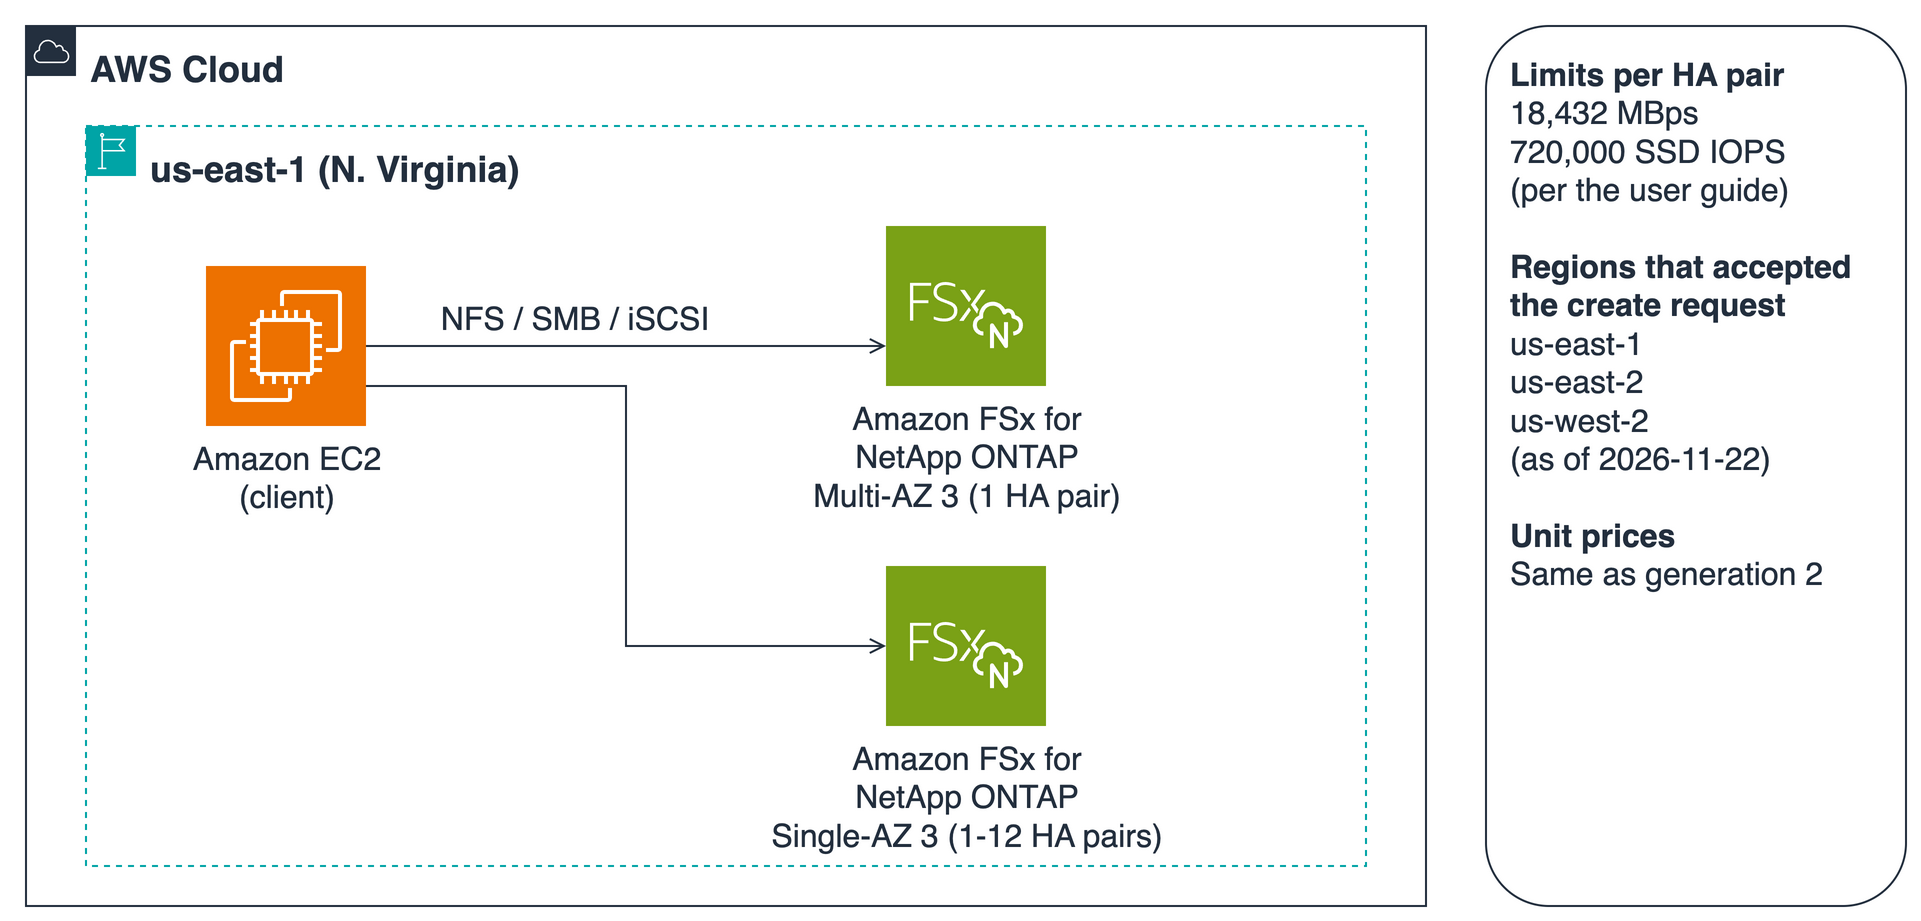 AWS Cloud
us-east-1 (N. Virginia)
NFS / SMB / iSCSI
Amazon EC2
(client)
FSx
N
Amazon FSx for
NetApp ONTAP
Multi-AZ 3 (1 HA pair)
FSx
N
Amazon FSx for
NetApp ONTAP
Single-AZ 3 (1-12 HA pairs)
Limits per HA pair
18,432 MBps
720,000 SSD IOPS
(per the user guide)
Regions that accepted
the create request
us-east-1
us-east-2
us-west-2
(as of 2026-11-22)
Unit prices
Same as generation 2